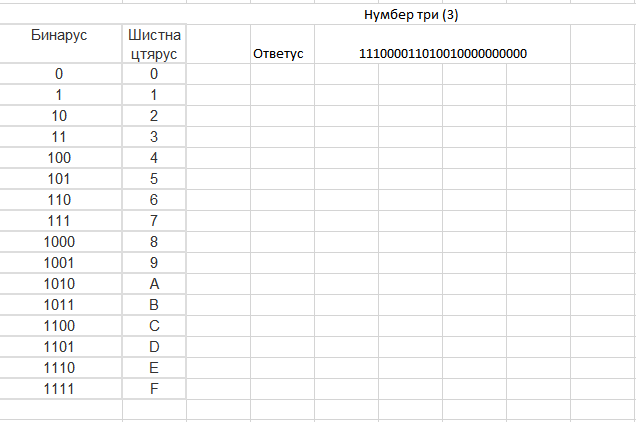 Нумбер три (3)
Бинарус Шистна
цтярус Ответус 111000011010010000000000
0 0
1 1
10 2
11 3
100 4
101 5
110 6
111 7
1000 8
1001 9
1010 A
1011 B
1100 C
1101 D
1110 E
1111 F